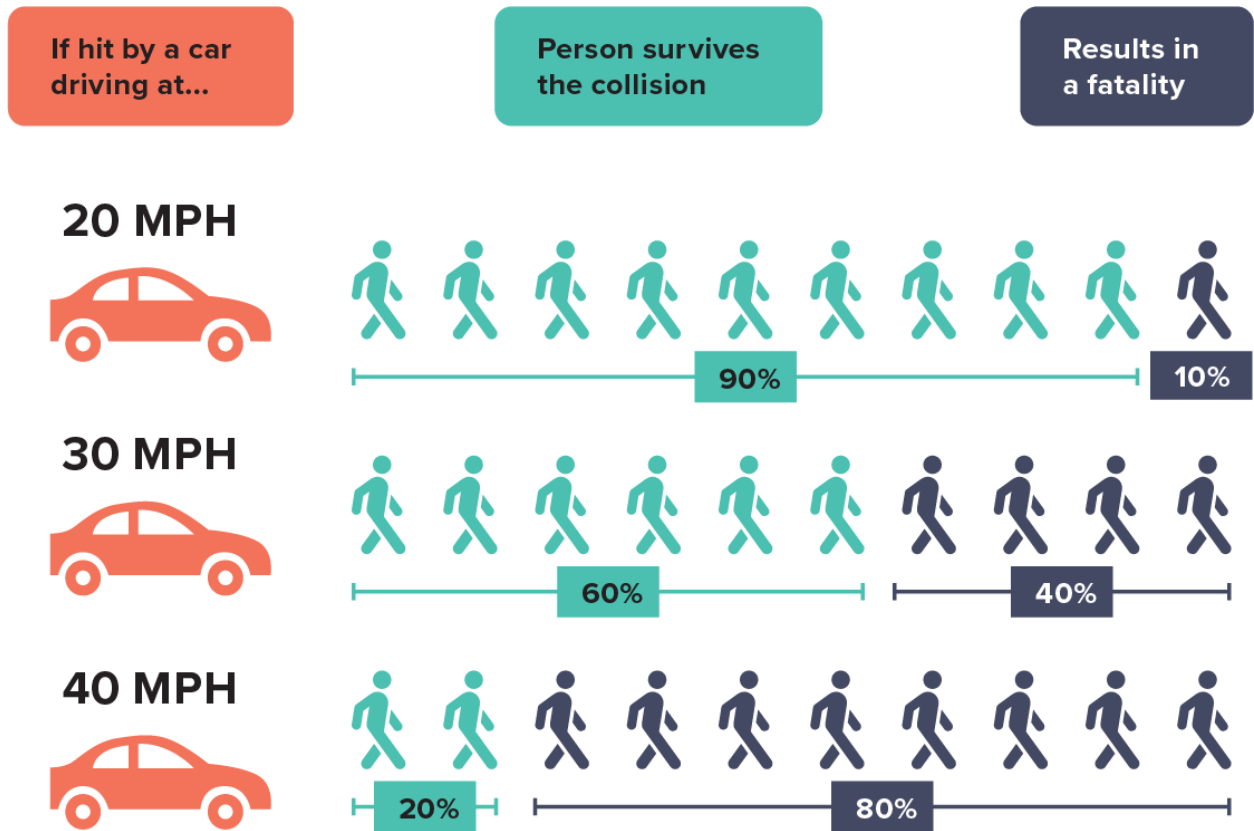 If hit by a car
driving at...
Person survives
the collision
Results in
a fatality
20 MPH
90%
10%
30 MPH
60%
40%
40 MPH
20%
80%